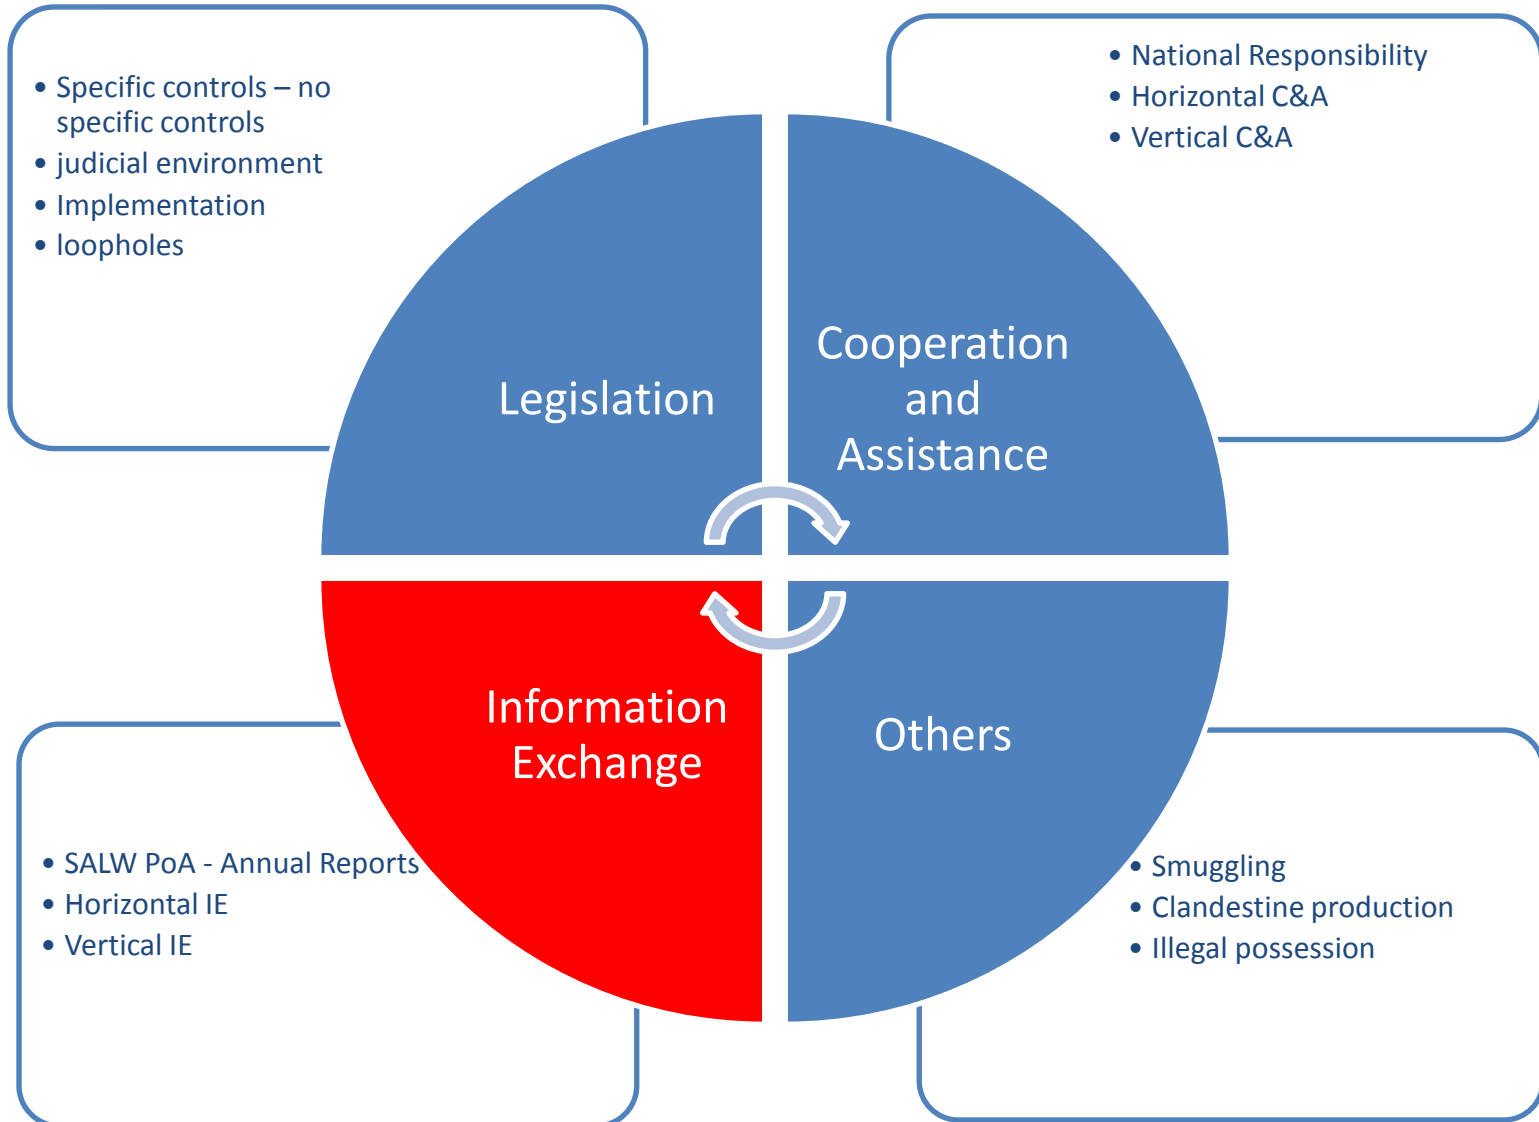 • Specific controls – no
specific controls
• judicial environment
• Implementation
• loopholes
• National Responsibility
• Horizontal C&A
• Vertical C&A
Legislation
Cooperation
and
Assistance
Information
Exchange
Others
• SALW PoA - Annual Reports
• Horizontal IE
• Vertical IE
• Smuggling
• Clandestine production
• Illegal possession